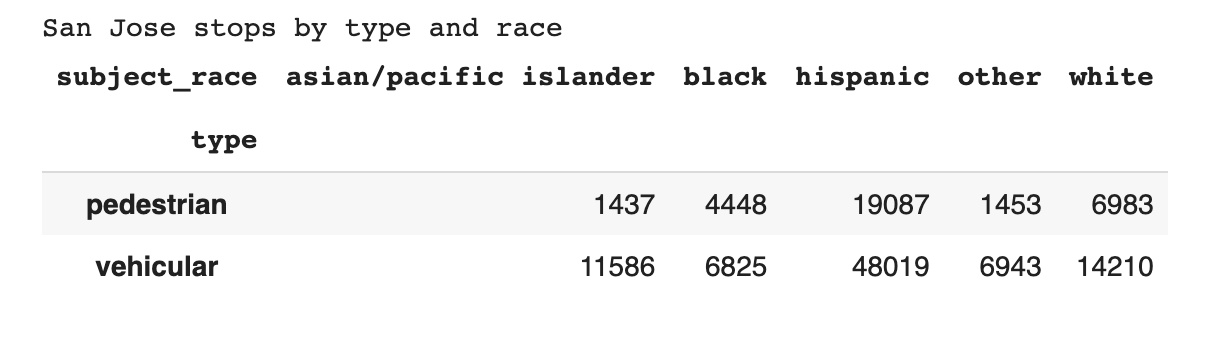 San Jose stops by type and race
subject_race asian/pacific islander black hispanic other white
type
pedestrian 1437 4448 19087 1453 6983
vehicular 11586 6825 48019 6943 14210